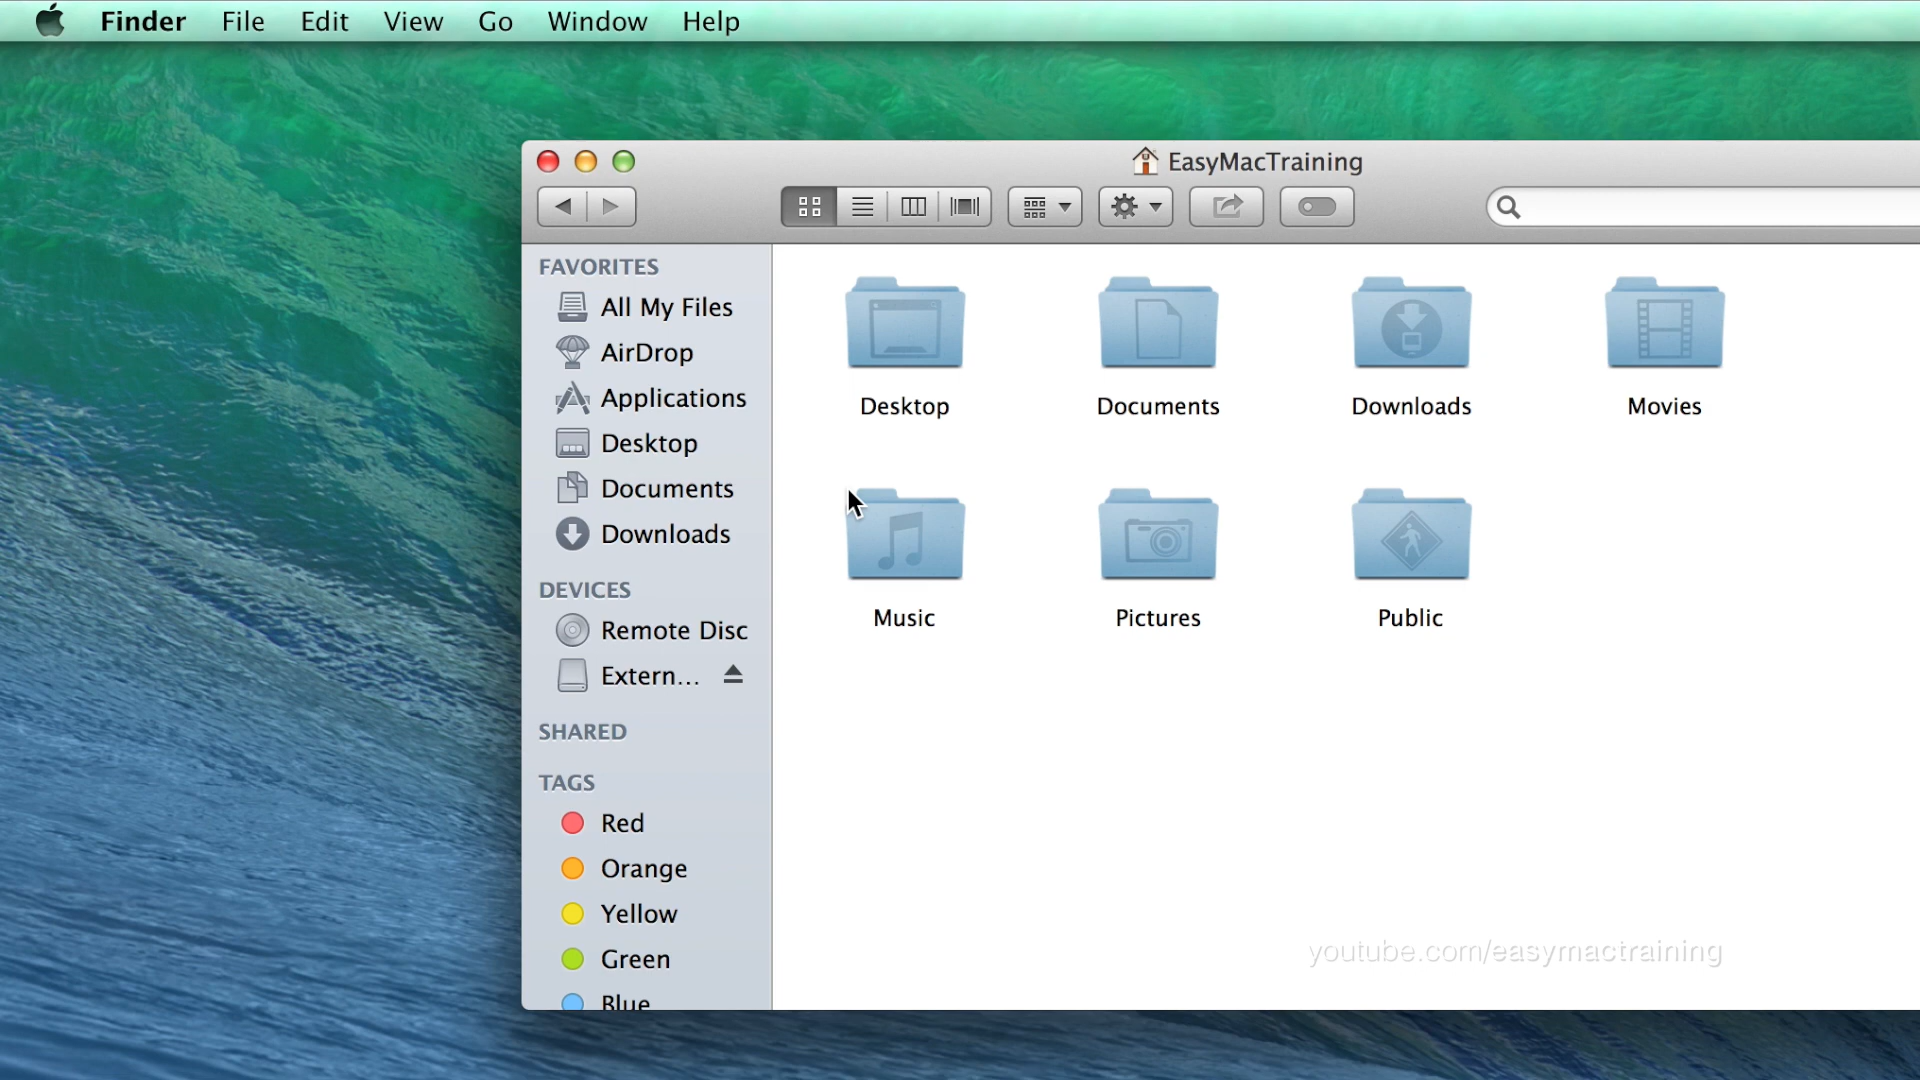 Finder File Edit View Go Window Help
EasyMacTraining
FAVORITES
All My Files
AirDrop
Applications
Desktop
Documents
Downloads
DEVICES
Remote Disc
Extern...
SHARED
TAGS
Red
Orange
Yellow
Green
Blue
Desktop Documents Downloads Movies
Music Pictures Public
youtube.com/easymactraining